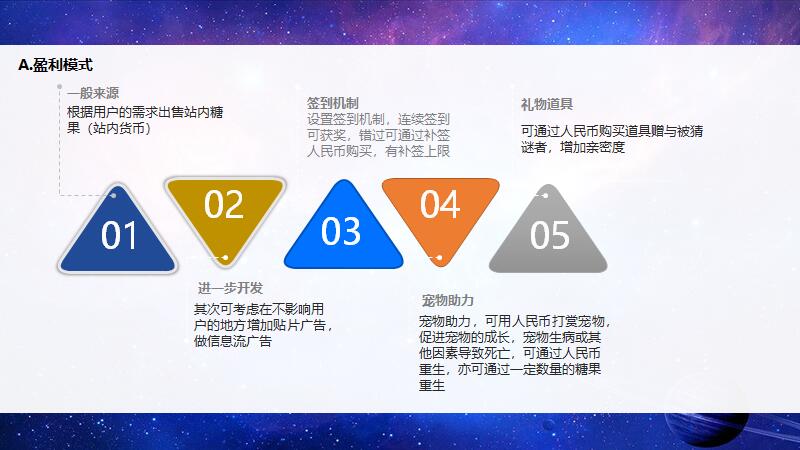 A.盈利模式
一般来源
根据用户的需求出售站内糖
果（站内货币）
签到机制
设置签到机制，连续签到
可获奖，错过可通过补签
人民币购买，有补签上限
礼物道具
可通过人民币购买道具赠与被猜
谜者，增加亲密度
01
02
03
04
05
进一步开发
其次可考虑在不影响用
户的地方增加贴片广告，
做信息流广告
宠物助力
宠物助力，可用人民币打赏宠物，
促进宠物的成长，宠物生病或其
他因素导致死亡，可通过人民币
重生，亦可通过一定数量的糖果
重生